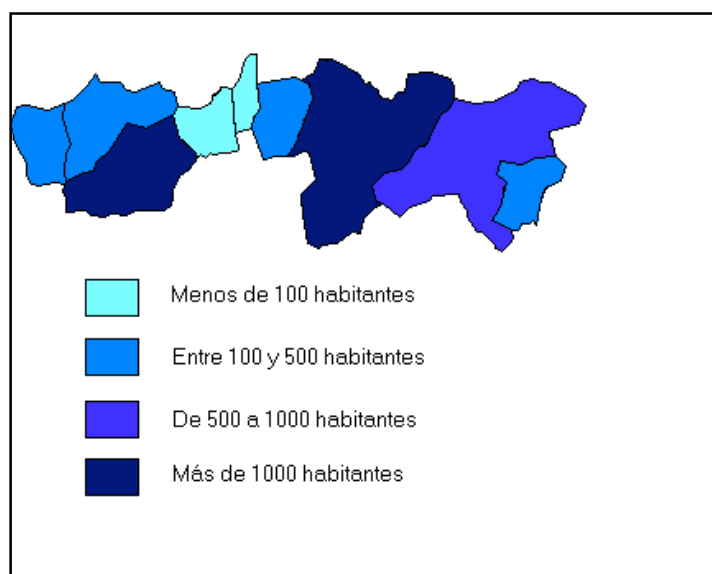 Menos de 100 habitantes
Entre 100 y 500 habitantes
De 500 a 1000 habitantes
Más de 1000 habitantes